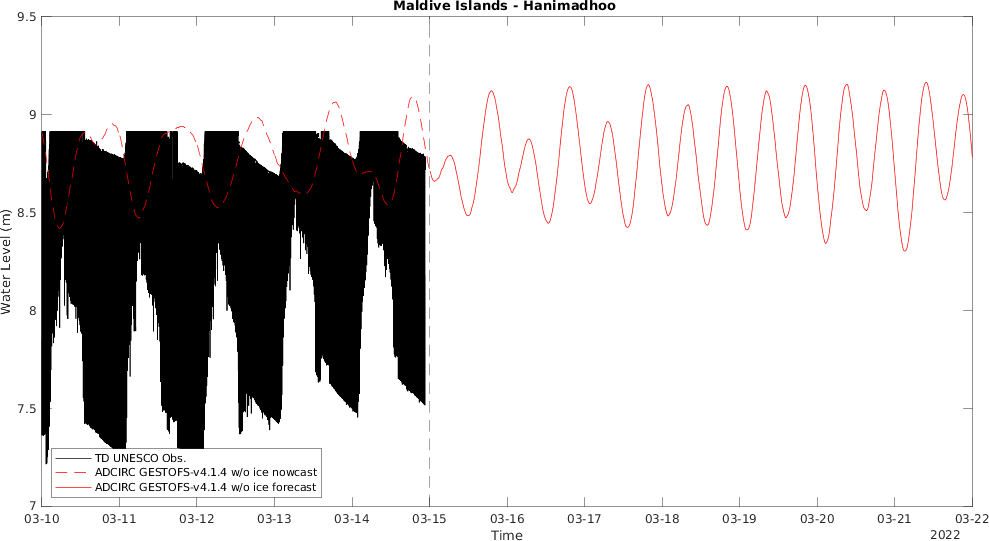 Maldive Islands - Hanimadhoo
9.5
9
8.5
8
7.5
7
Water Level (m)
TD UNESCO Obs.
ADCIRC GESTOFS-v4.1.4 w/o ice nowcast
ADCIRC GESTOFS-v4.1.4 w/o ice forecast
03-10 03-11 03-12 03-13 03-14 03-15 03-16 03-17 03-18 03-19 03-20 03-21 03-22
Time
2022